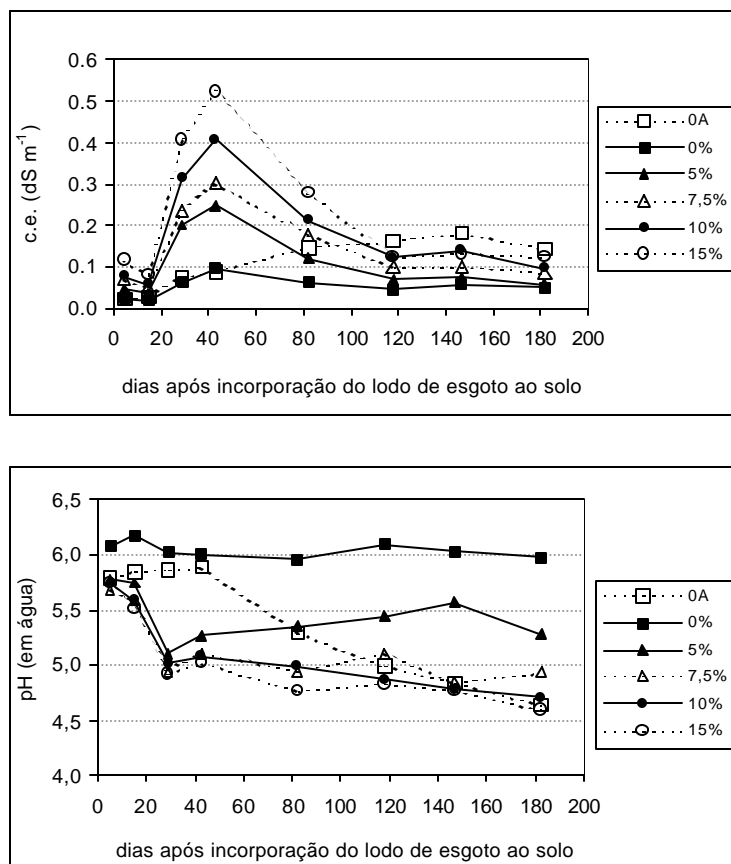 0.6
0.5
0.4
0.3
0.2
0.1
0.0
c.e. (dS m⁻¹)
0 20 40 60 80 100 120 140 160 180 200
dias após incorporação do lodo de esgoto ao solo
0A
0%
5%
7,5%
10%
15%
6,5
6,0
5,5
5,0
4,5
4,0
pH (em água)
0 20 40 60 80 100 120 140 160 180 200
dias após incorporação do lodo de esgoto ao solo
0A
0%
5%
7,5%
10%
15%